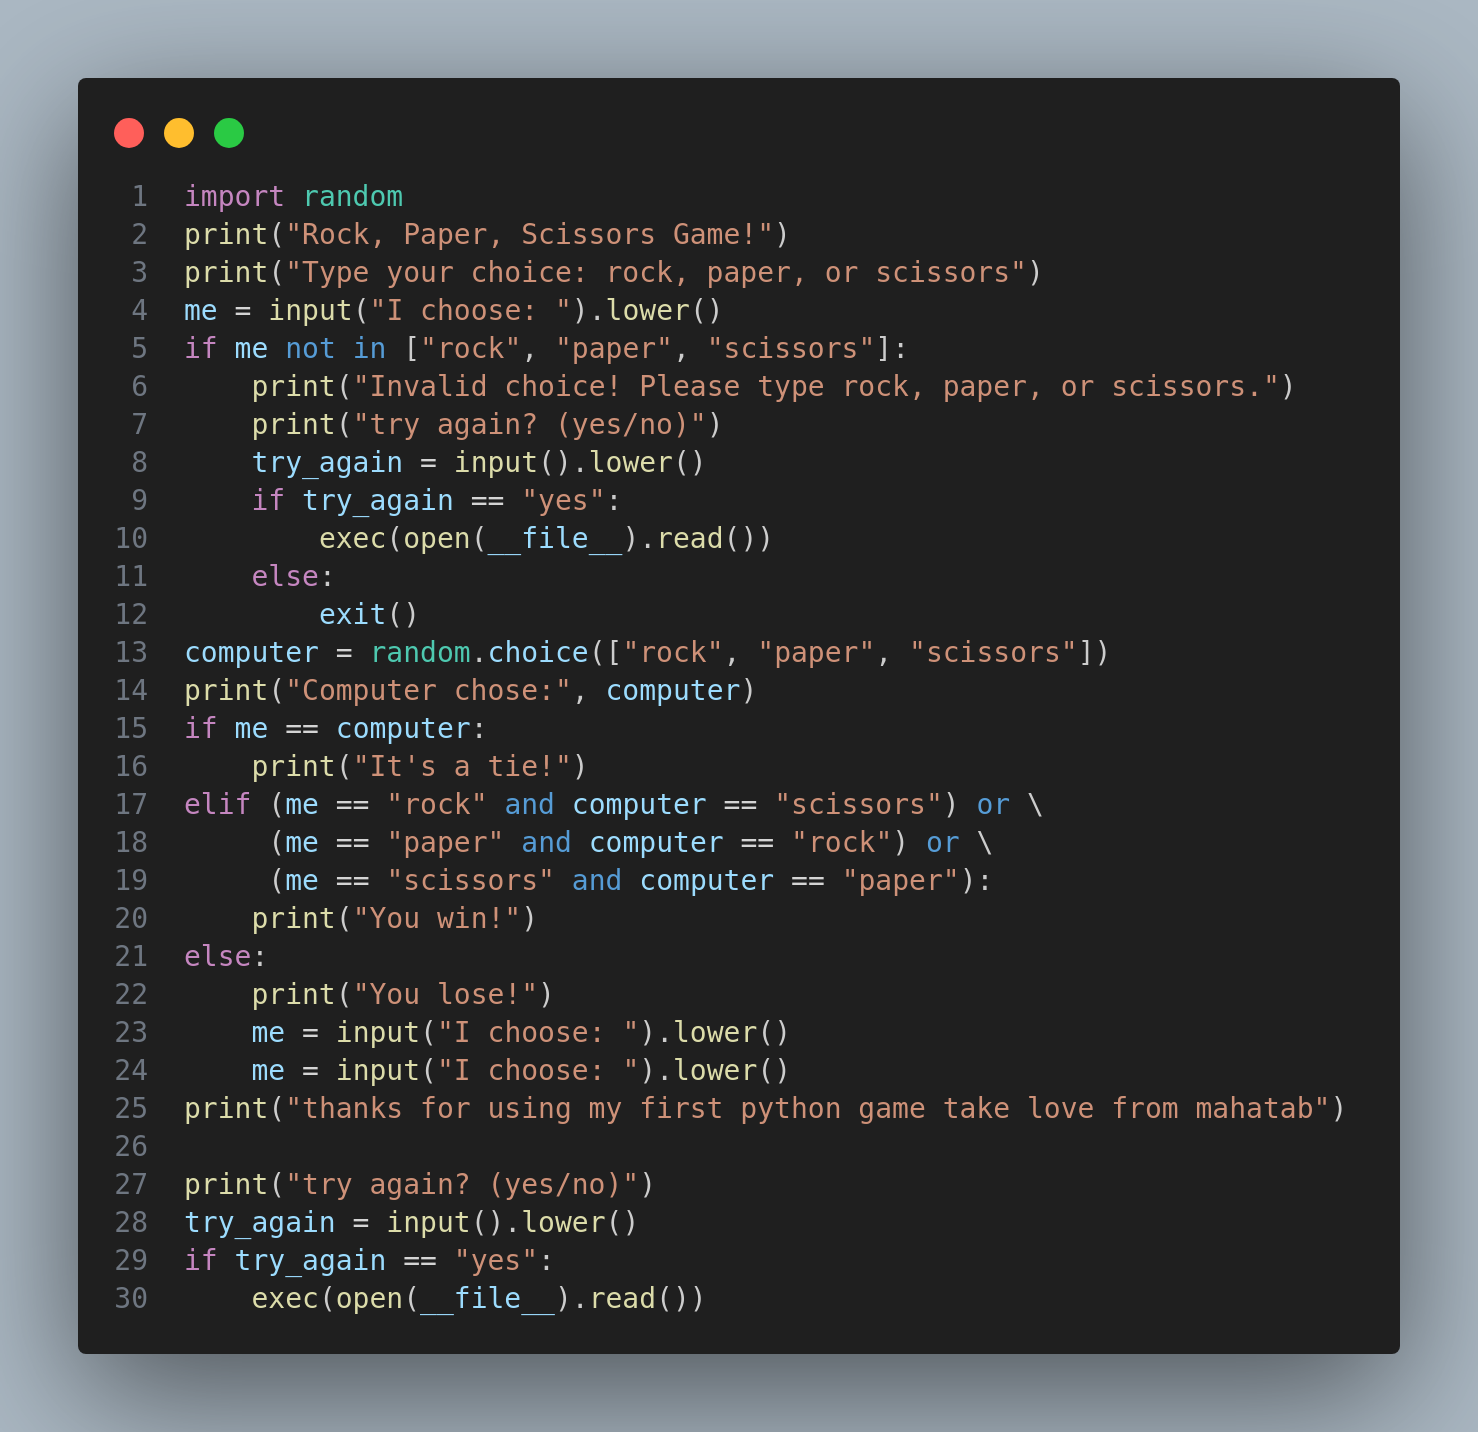 1 import random
2 print("Rock, Paper, Scissors Game!")
3 print("Type your choice: rock, paper, or scissors")
4 me = input("I choose: ").lower()
5 if me not in ["rock", "paper", "scissors"]:
6     print("Invalid choice! Please type rock, paper, or scissors.")
7     print("try again? (yes/no)")
8     try_again = input().lower()
9     if try_again == "yes":
10         exec(open(__file__).read())
11     else:
12         exit()
13 computer = random.choice(["rock", "paper", "scissors"])
14 print("Computer chose:", computer)
15 if me == computer:
16     print("It's a tie!")
17 elif (me == "rock" and computer == "scissors") or \
18      (me == "paper" and computer == "rock") or \
19      (me == "scissors" and computer == "paper"):
20     print("You win!")
21 else:
22     print("You lose!")
23     me = input("I choose: ").lower()
24     me = input("I choose: ").lower()
25 print("thanks for using my first python game take love from mahatab")
26
27 print("try again? (yes/no)")
28 try_again = input().lower()
29 if try_again == "yes":
30     exec(open(__file__).read())